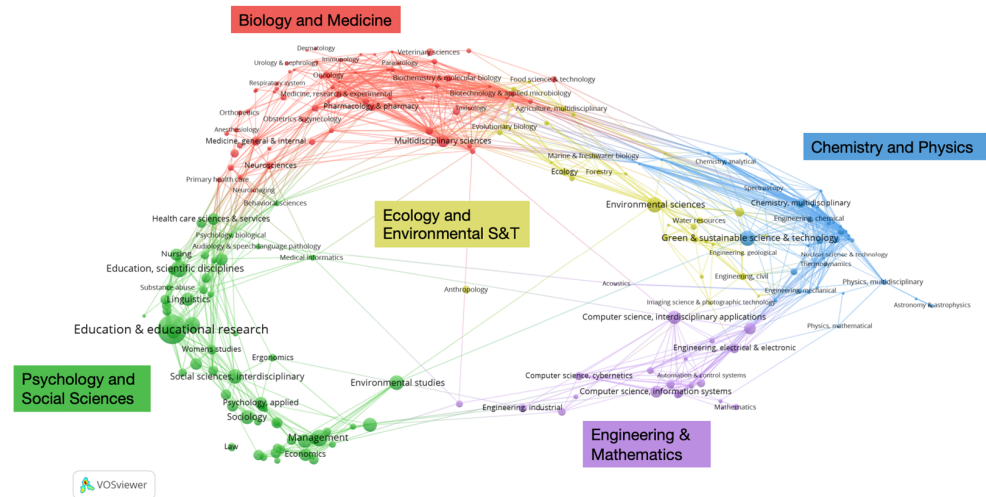 Biology and Medicine
Dermatology
Veterinary sciences
Urology & nephrology
Immunology
Parasitology
Oncology
Biochemistry & molecular biology
Food science & technology
Respiratory system
Medicine, research & experimental
Biotechnology & applied microbiology
Pharmacology & pharmacy
Agriculture, multidisciplinary
Orthopedics
Obstetrics & gynecology
Evolutionary biology
Anesthesiology
Medicine, general & internal
Multidisciplinary sciences
Chemistry and Physics
Marine & freshwater biology
Chemistry, analytical
Neurosciences
Ecology
Forestry
Primary health care
Neuroimaging
Spectroscopy
Behavioral sciences
Environmental sciences
Chemistry, multidisciplinary
Ecology and
Environmental S&T
Health care sciences & services
Water resources
Engineering, chemical
Psychology, biological
Green & sustainable science & technology
Audiology & speech-language pathology
Nursing
Medical informatics
Engineering, geological
Nuclear science & technology
Education, scientific disciplines
Thermodynamics
Engineering, civil
Substance abuse
Anthropology
Acoustics
Engineering, mechanical
Physics, multidisciplinary
Linguistics
Imaging science & photographic technology
Astronomy & astrophysics
Computer science, interdisciplinary applications
Education & educational research
Physics, mathematical
Womens studies
Engineering, electrical & electronic
Ergonomics
Psychology and
Social Sciences
Social sciences, interdisciplinary
Environmental studies
Computer science, cybernetics
Automation & control systems
Computer science, information systems
Psychology, applied
Engineering, industrial
Mathematics
Sociology
Management
Engineering &
Mathematics
Law
Economics
VOSviewer